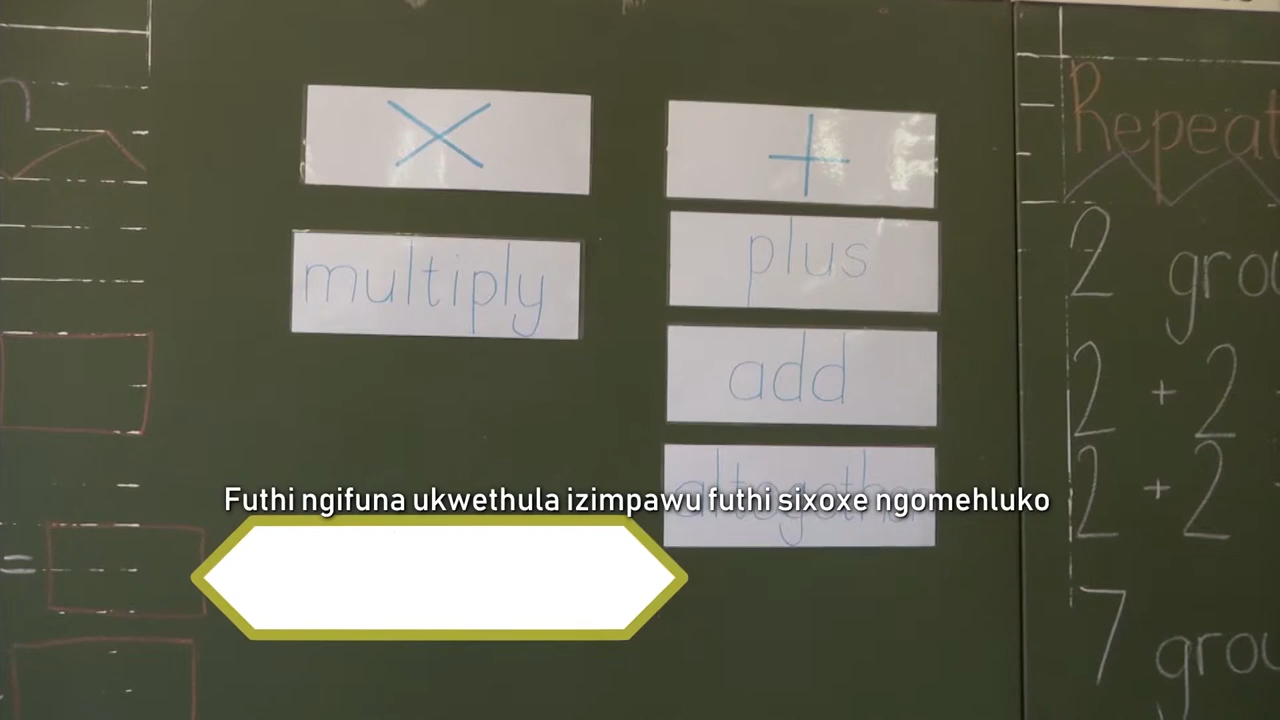 ×
multiply
+
plus
add
altogether
Futhi ngifuna ukwethula izimpawu futhi sixoxe ngomehluko
=
Repeat
2 grou
2 + 2
2 + 2
7 grou